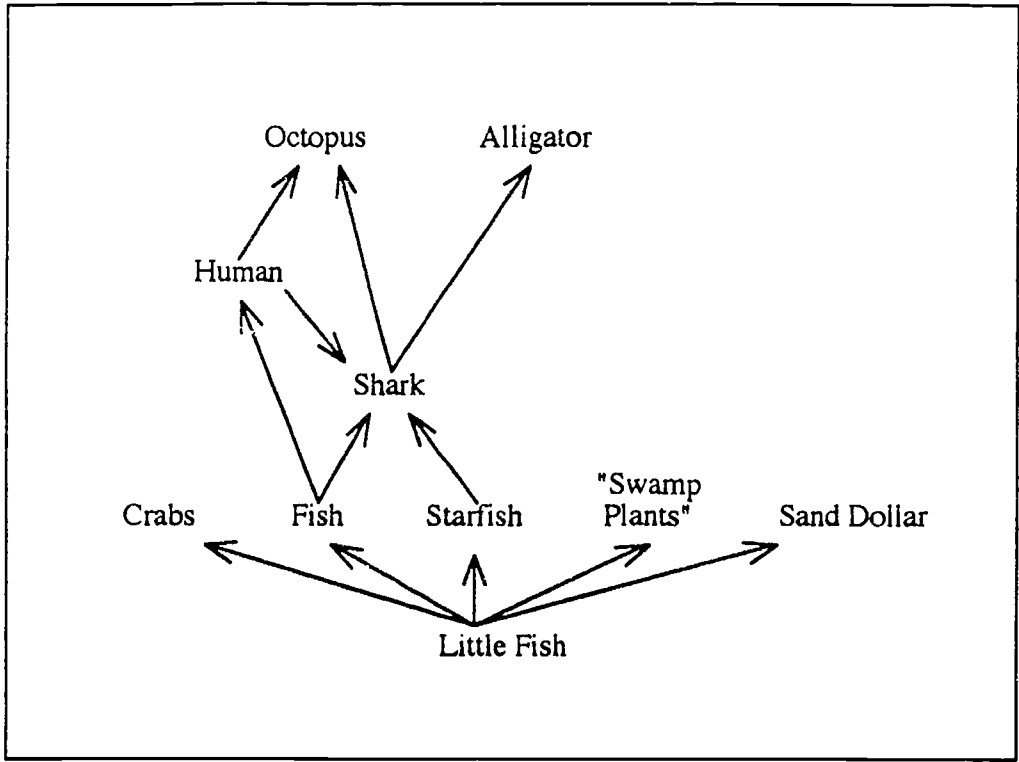 Octopus
Alligator
Human
Shark
Crabs
Fish
Starfish
"Swamp
Plants"
Sand Dollar
Little Fish